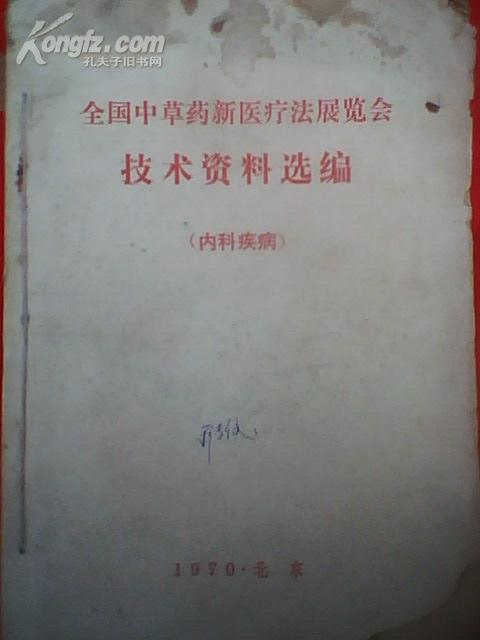 Kongfz.com
孔夫子旧书网
全国中草药新医疗法展览会
技术资料选编
(内科疾病)
1970·北京